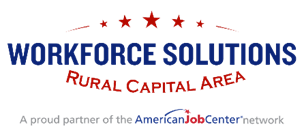 WORKFORCE SOLUTIONS
RURAL CAPITAL AREA
A proud partner of the AmericanJobCenter network